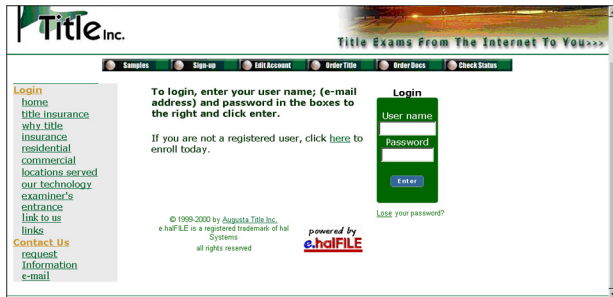 Title Inc.
Title Exams From The Internet To You>>>
Samples Sign-up Edit Account Order Title Order Docs Check Status
Login
home
title insurance
why title
insurance
residential
commercial
locations served
our technology
examiner's
entrance
link to us
links
Contact Us
request
Information
e-mail
To login, enter your user name; (e-mail
address) and password in the boxes to
the right and click enter.
If you are not a registered user, click here to
enroll today.
Login
User name
Password
Enter
Lose your password?
© 1999-2000 by Augusta Title Inc.
e.halFILE is a registered trademark of hal
Systems
all rights reserved
powered by
e.halFILE